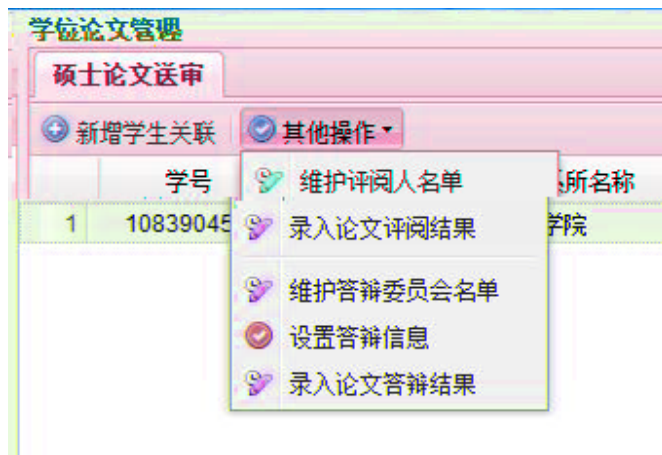 学位论文管理
硕士论文送审
新增学生关联 其他操作
学号 所名称
1 10839045 学院
维护评阅人名单
录入论文评阅结果
维护答辩委员会名单
设置答辩信息
录入论文答辩结果